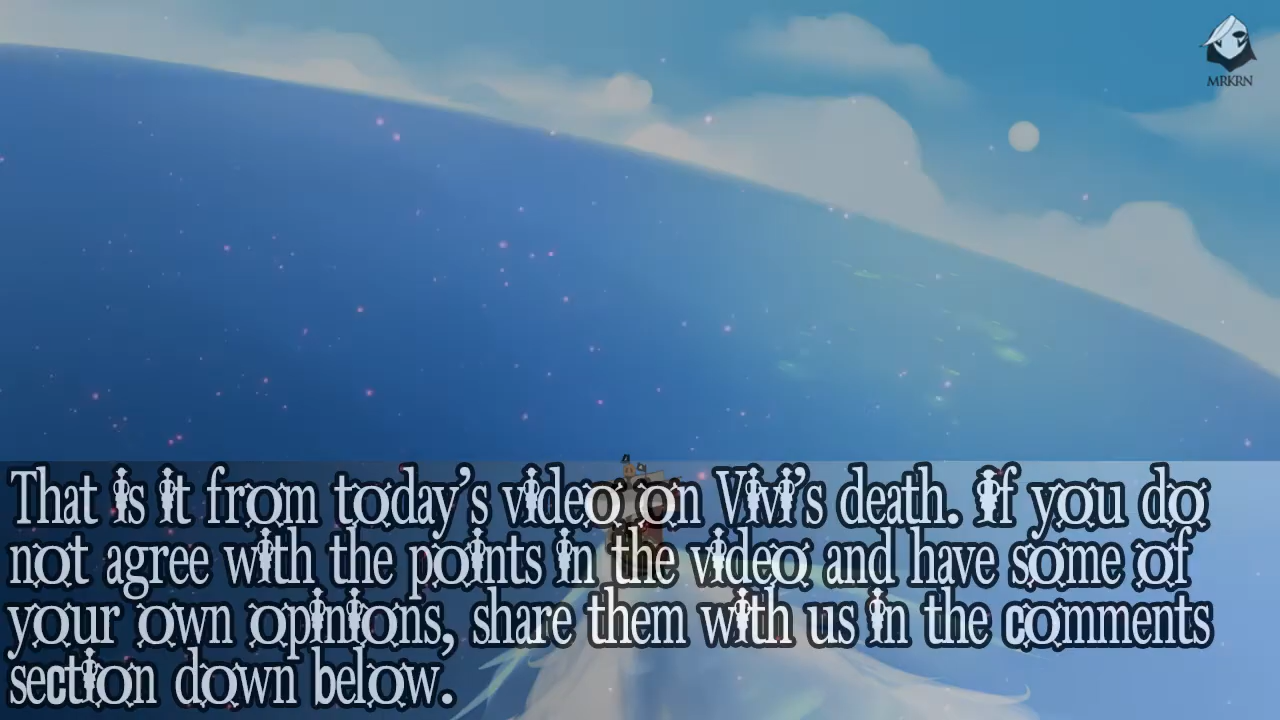 MRKRN
That is it from today's video on Vivi's death. If you do
not agree with the points in the video and have some of
your own opinions, share them with us in the comments
section down below.